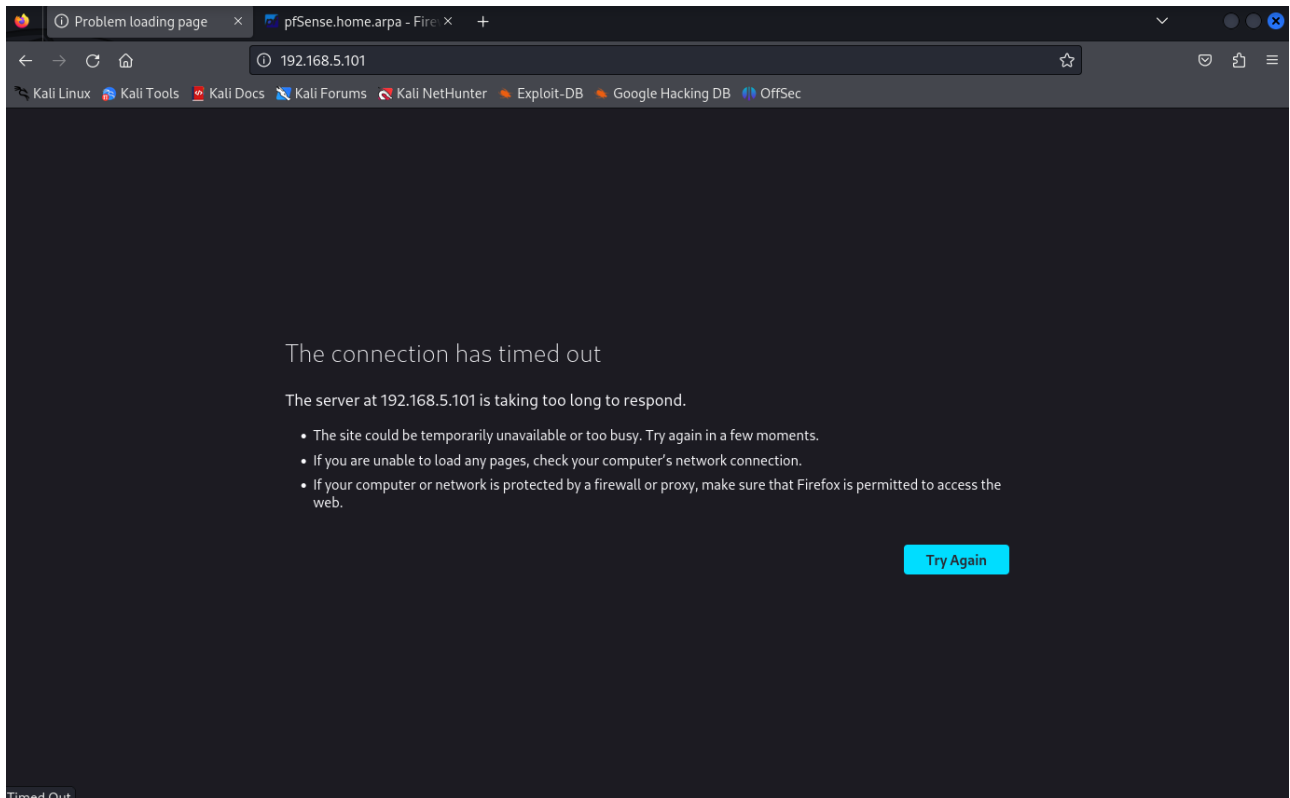 Problem loading page
pfSense.home.arpa - Fire
192.168.5.101
Kali Linux Kali Tools Kali Docs Kali Forums Kali NetHunter Exploit-DB Google Hacking DB OffSec
The connection has timed out
The server at 192.168.5.101 is taking too long to respond.
• The site could be temporarily unavailable or too busy. Try again in a few moments.
• If you are unable to load any pages, check your computer’s network connection.
• If your computer or network is protected by a firewall or proxy, make sure that Firefox is permitted to access the
web.
Try Again
Timed Out